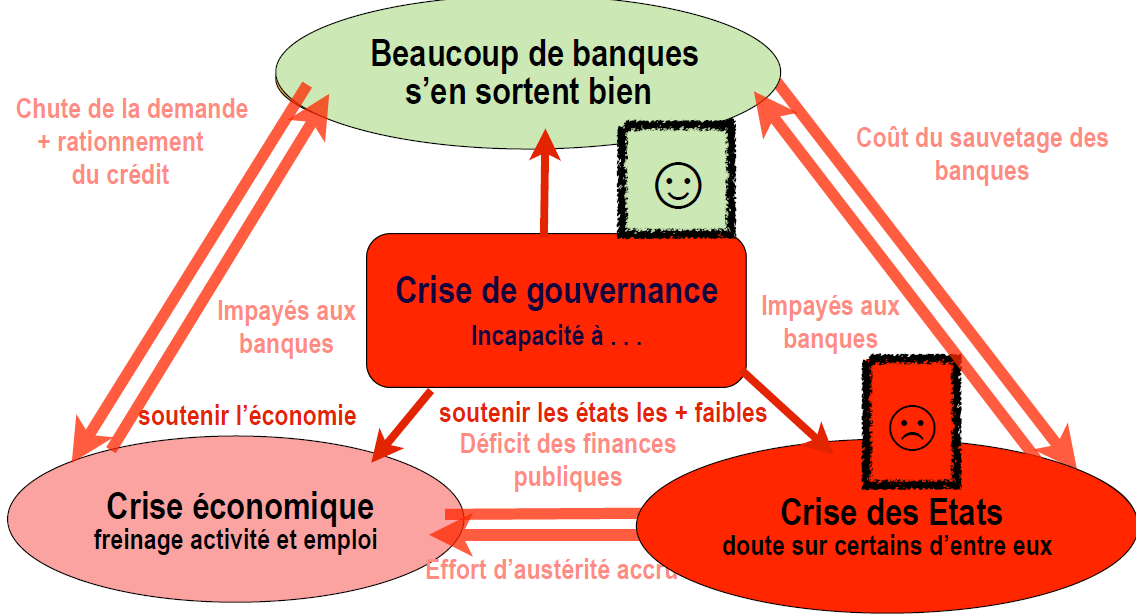 Beaucoup de banques
s’en sortent bien
Chute de la demande
+ rationnement
du crédit
Coût du sauvetage des
banques
Crise de gouvernance
Incapacité à . . .
Impayés aux
banques
Impayés aux
banques
soutenir l’économie
soutenir les états les + faibles
Déficit des finances
publiques
Crise économique
freinage activité et emploi
Crise des Etats
doute sur certains d’entre eux
Effort d’austérité accru